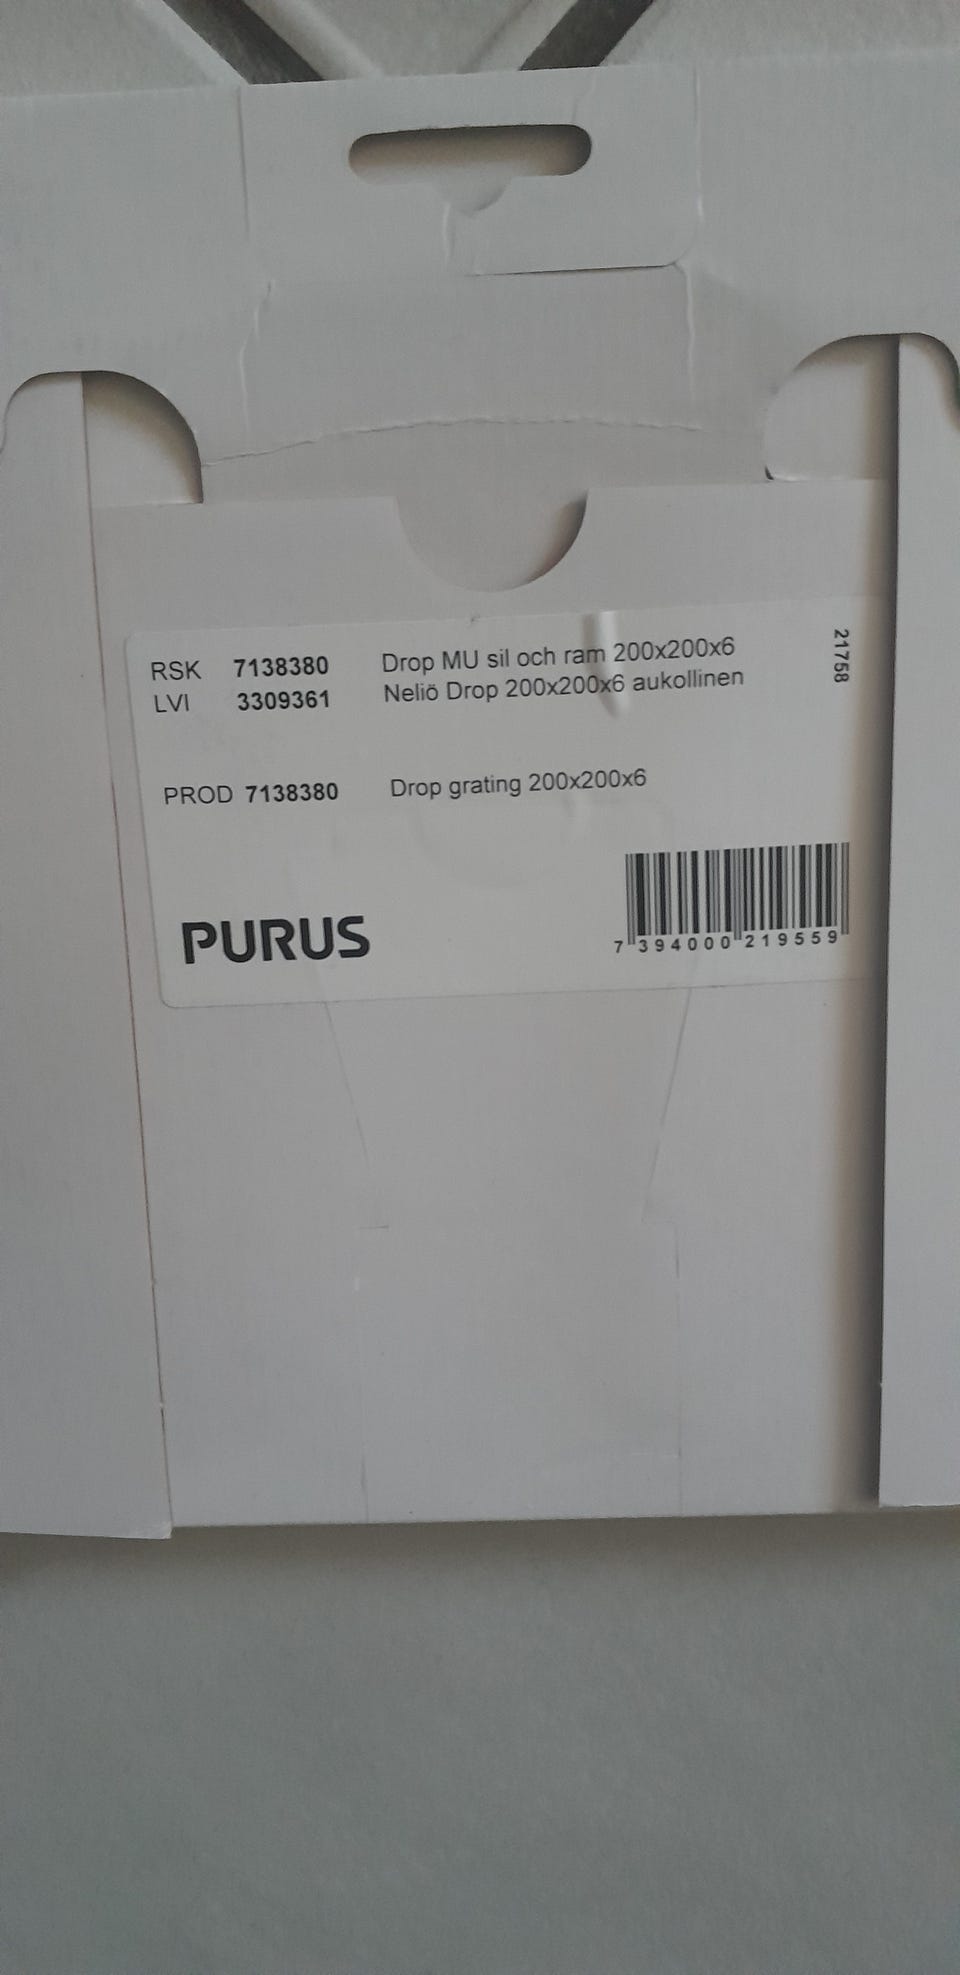 RSK 7138380 Drop MU sil och ram 200x200x6
LVI 3309361 Neliö Drop 200x200x6 aukollinen
21758
PROD 7138380 Drop grating 200x200x6
PURUS
7 394000 219559